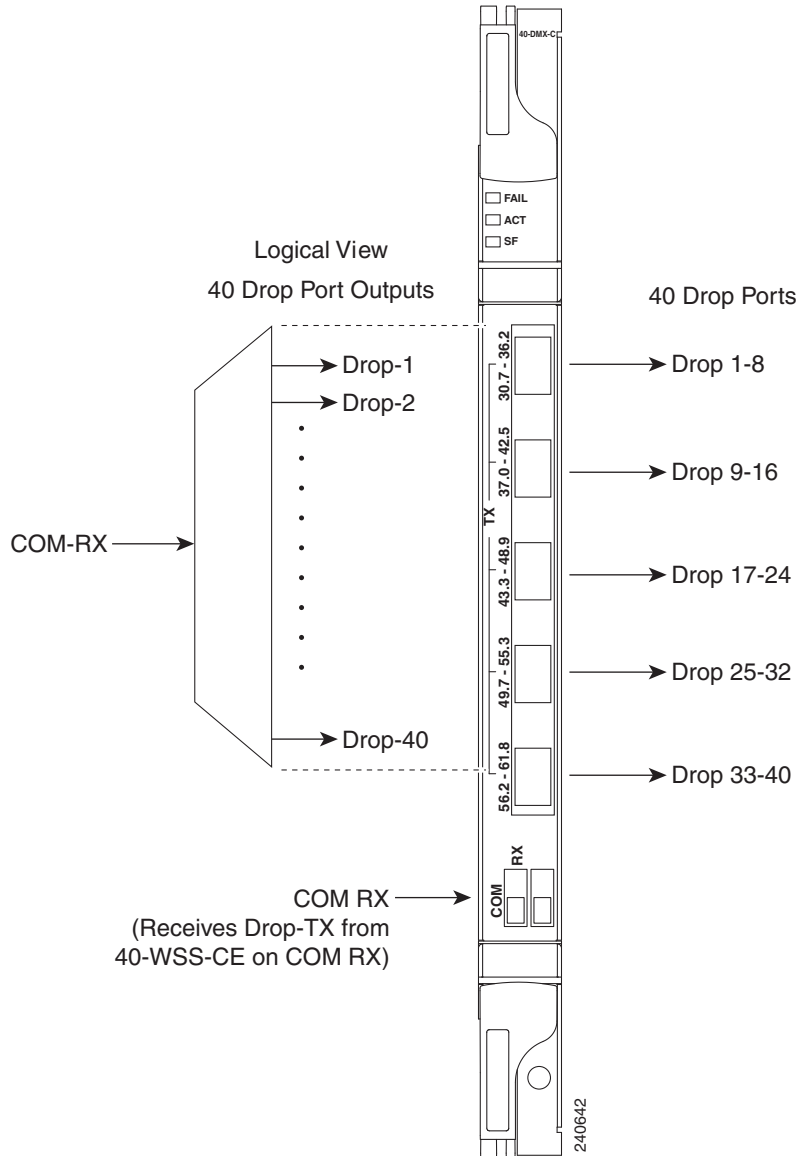 40-DMX-C
FAIL
ACT
SF
Logical View
40 Drop Port Outputs
40 Drop Ports
Drop-1
Drop-2
Drop-40
COM-RX
30.7 - 36.2
37.0 - 42.5
43.3 - 48.9
49.7 - 55.3
56.2 - 61.8
TX
Drop 1-8
Drop 9-16
Drop 17-24
Drop 25-32
Drop 33-40
RX
COM
COM RX
(Receives Drop-TX from
40-WSS-CE on COM RX)
240642